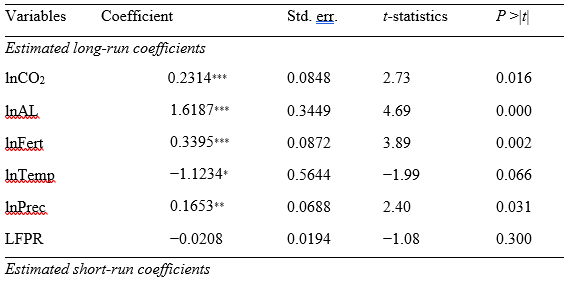 Variables Coefficient Std. err. t-statistics P >|t|
Estimated long-run coefficients
lnCO₂ 0.2314*** 0.0848 2.73 0.016
lnAL 1.6187*** 0.3449 4.69 0.000
lnFert 0.3395*** 0.0872 3.89 0.002
lnTemp −1.1234* 0.5644 −1.99 0.066
lnPrec 0.1653** 0.0688 2.40 0.031
LFPR −0.0208 0.0194 −1.08 0.300
Estimated short-run coefficients